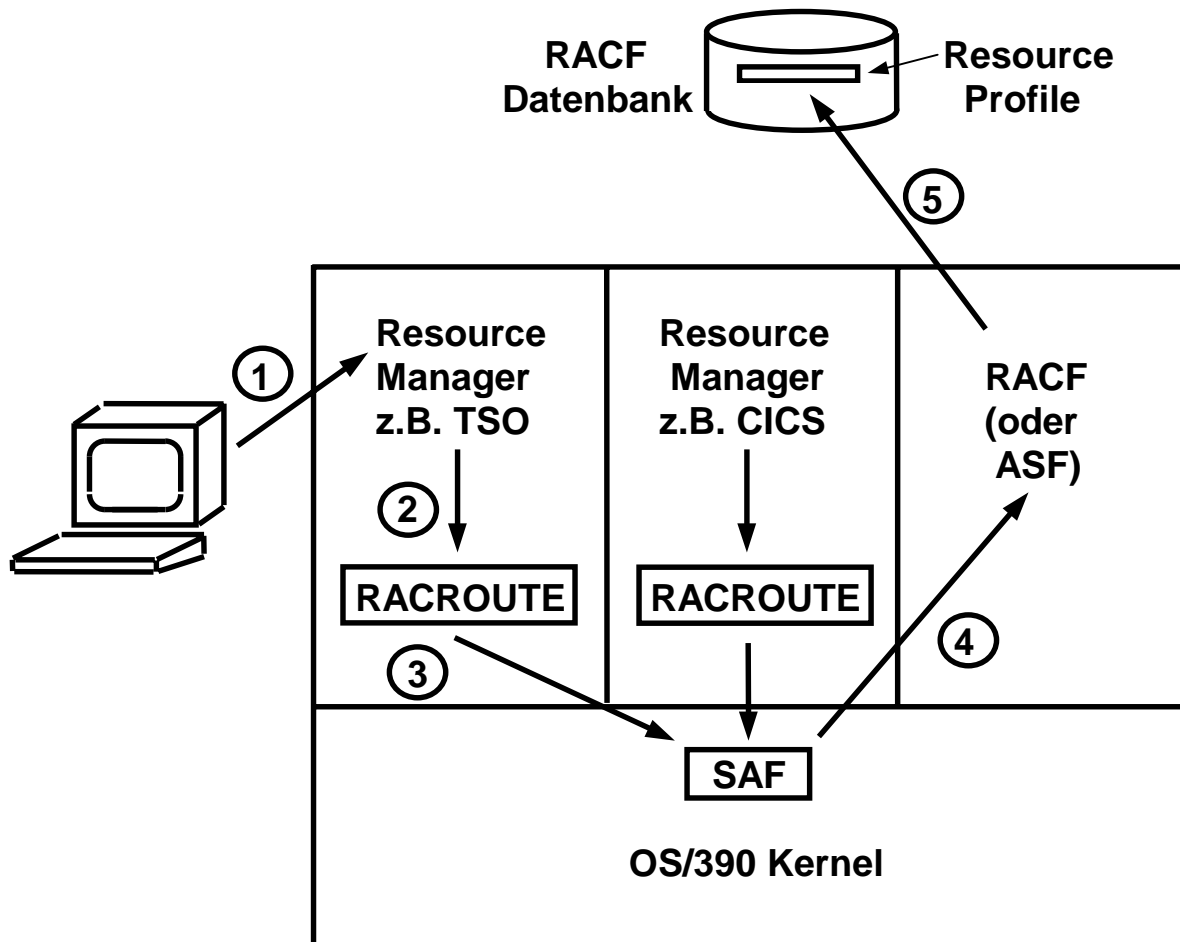 RACF
Datenbank
Resource
Profile
5
1
Resource
Manager
z.B. TSO
Resource
Manager
z.B. CICS
RACF
(oder
ASF)
2
RACROUTE
RACROUTE
3
4
SAF
OS/390 Kernel